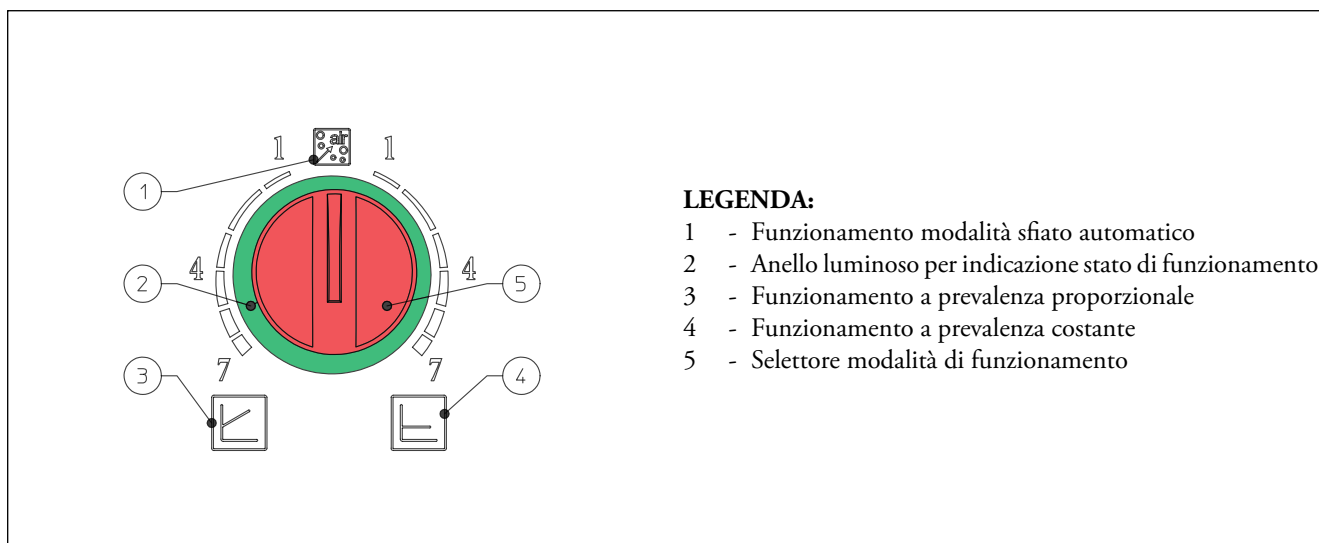 air
1 1
1
4 4
2 5
7 7
3 4
LEGENDA:
1 - Funzionamento modalità sfiato automatico
2 - Anello luminoso per indicazione stato di funzionamento
3 - Funzionamento a prevalenza proporzionale
4 - Funzionamento a prevalenza costante
5 - Selettore modalità di funzionamento